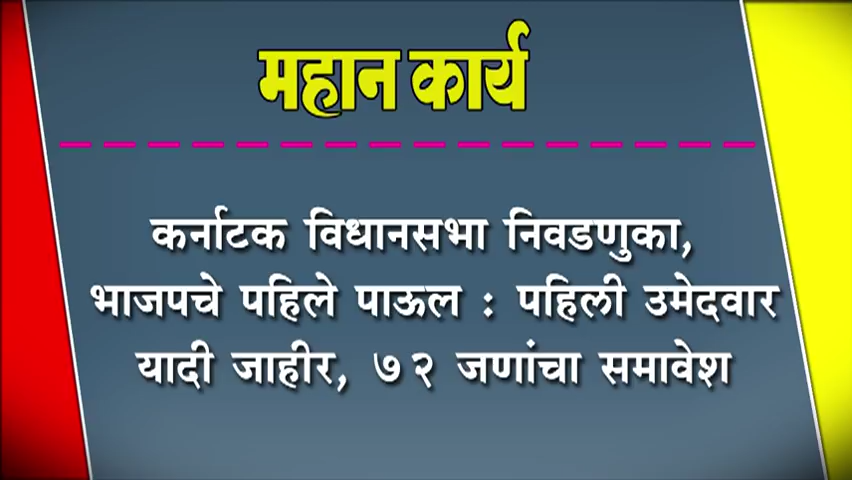 महान कार्य
कर्नाटक विधानसभा निवडणुका,
भाजपचे पहिले पाऊल : पहिली उमेदवार
यादी जाहीर, ७२ जणांचा समावेश